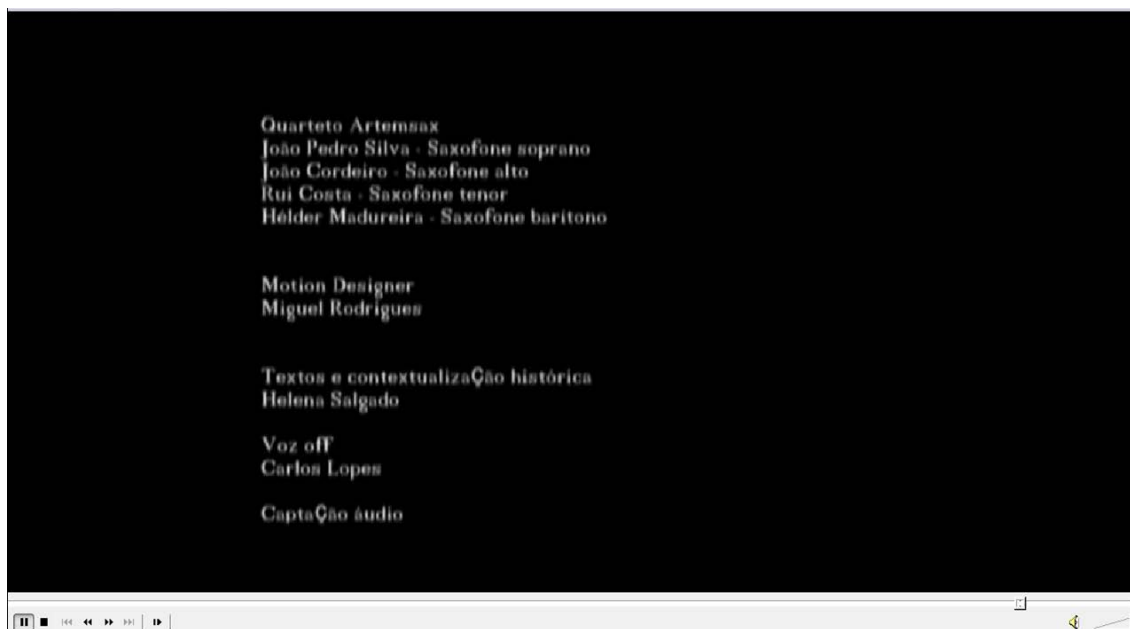 Quarteto Artemsax
João Pedro Silva - Saxofone soprano
João Cordeiro - Saxofone alto
Rui Costa - Saxofone tenor
Hélder Madureira - Saxofone barítono
Motion Designer
Miguel Rodrigues
Textos e contextualizaÇão histórica
Helena Salgado
Voz off
Carlos Lopes
CaptaÇão áudio